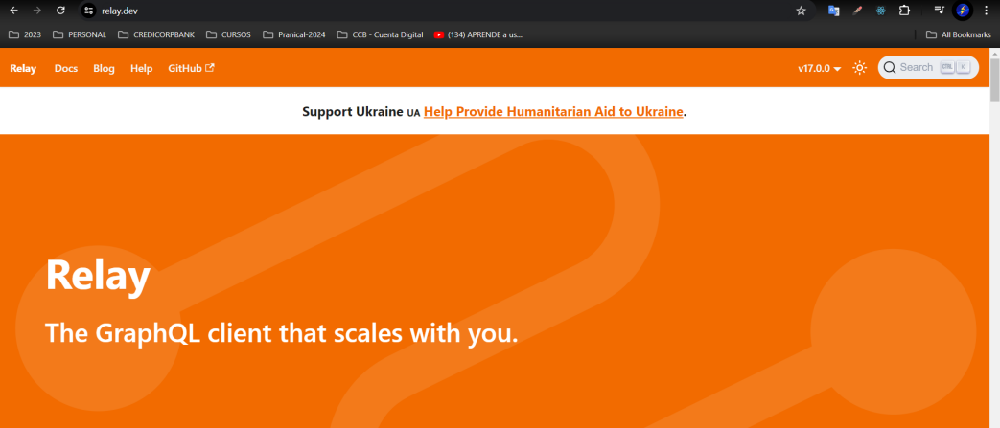 relay.dev
2023 PERSONAL CREDICORPBANK CURSOS Pranical-2024 CCB - Cuenta Digital (134) APRENDE a us... All Bookmarks
Relay Docs Blog Help GitHub v17.0.0 Search CTRL K
Support Ukraine UA Help Provide Humanitarian Aid to Ukraine.
Relay
The GraphQL client that scales with you.